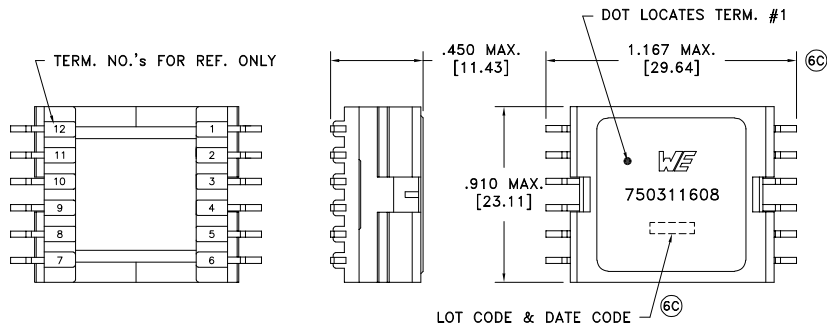 DOT LOCATES TERM. #1
TERM. NO.'s FOR REF. ONLY
.450 MAX.
[11.43]
1.167 MAX.
[29.64]
6C
12 1
11 2
10 3
9 4
8 5
7 6
.910 MAX.
[23.11]
WE
750311608
LOT CODE & DATE CODE
6C